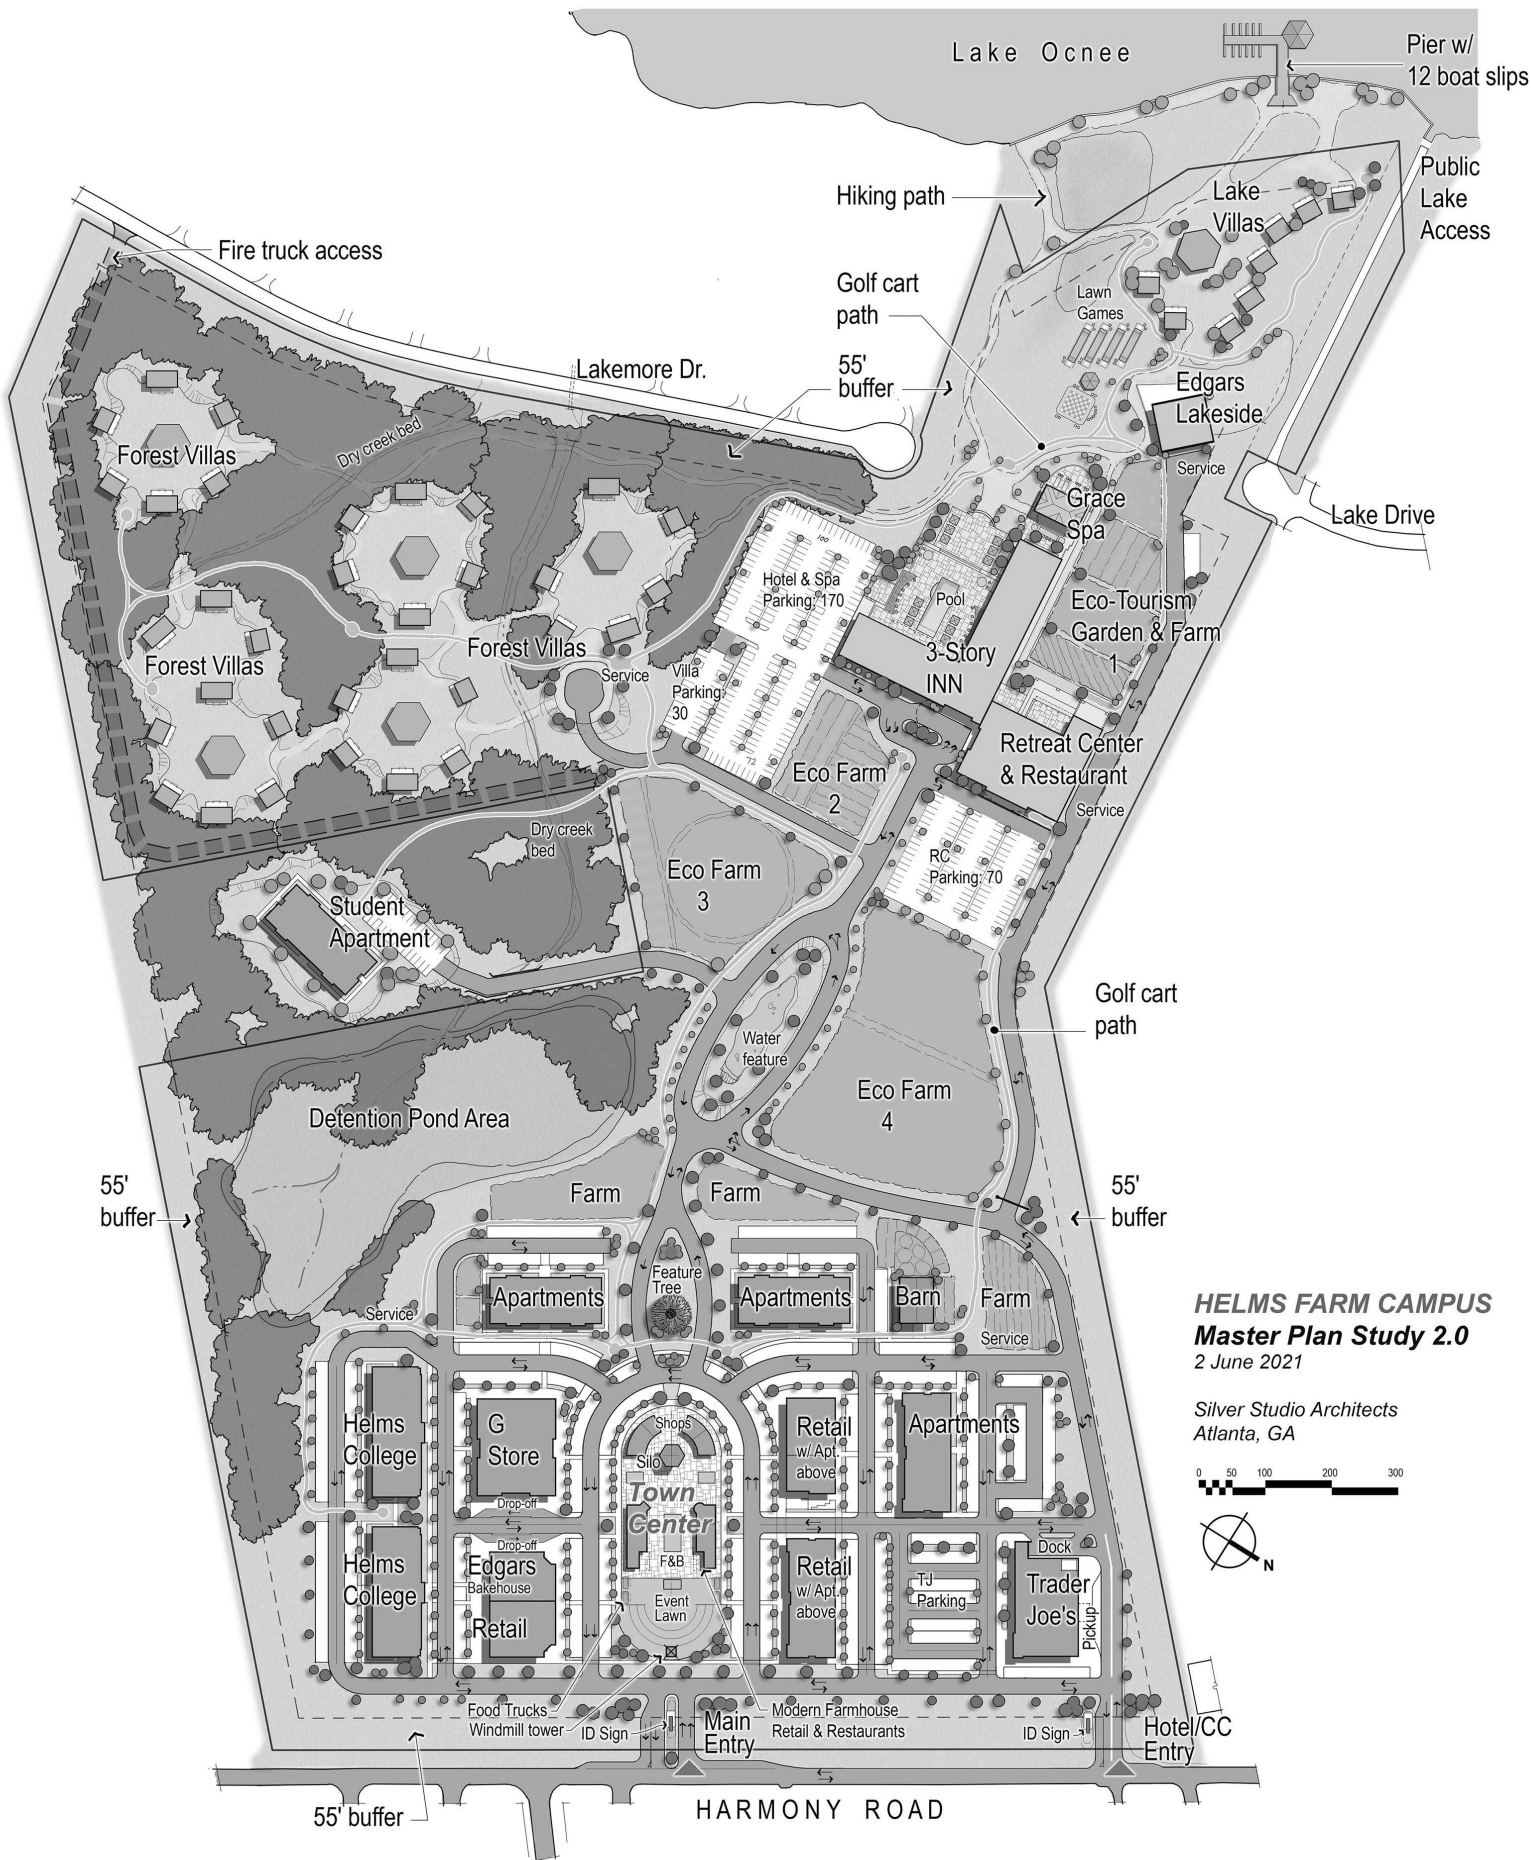 Lake Ocnee
Pier w/
12 boat slips
Public
Lake
Access
Hiking path
Lake
Villas
Fire truck access
Golf cart
path
Lawn
Games
55'
buffer
Lakemore Dr.
Edgars
Lakeside
Service
Dry creek bed
Forest Villas
Grace
Spa
Lake Drive
100
Hotel & Spa
Parking: 170
Pool
Eco-Tourism
Garden & Farm
1
Forest Villas
Forest Villas
Service
Villa
Parking:
30
3-Story
INN
72
Eco Farm
2
Retreat Center
& Restaurant
Service
Dry creek
bed
Eco Farm
3
RC
Parking: 70
Student
Apartment
Golf cart
path
Water
feature
Eco Farm
4
Detention Pond Area
55'
buffer
Farm
Farm
55'
buffer
Feature
Tree
Apartments
Apartments
Barn
Farm
Service
Service
HELMS FARM CAMPUS
Master Plan Study 2.0
2 June 2021
Silver Studio Architects
Atlanta, GA
0 50 100 200 300
N
Helms
College
G
Store
Shops
Silo
Town
Center
Retail
w/ Apt.
above
Apartments
Drop-off
Drop-off
Helms
College
Edgars
Bakehouse
Retail
F&B
Event
Lawn
Retail
w/ Apt.
above
TJ
Parking
Dock
Trader
Joe's
Pickup
Food Trucks
Windmill tower
ID Sign
Main
Entry
Modern Farmhouse
Retail & Restaurants
ID Sign
Hotel/CC
Entry
55' buffer
HARMONY ROAD